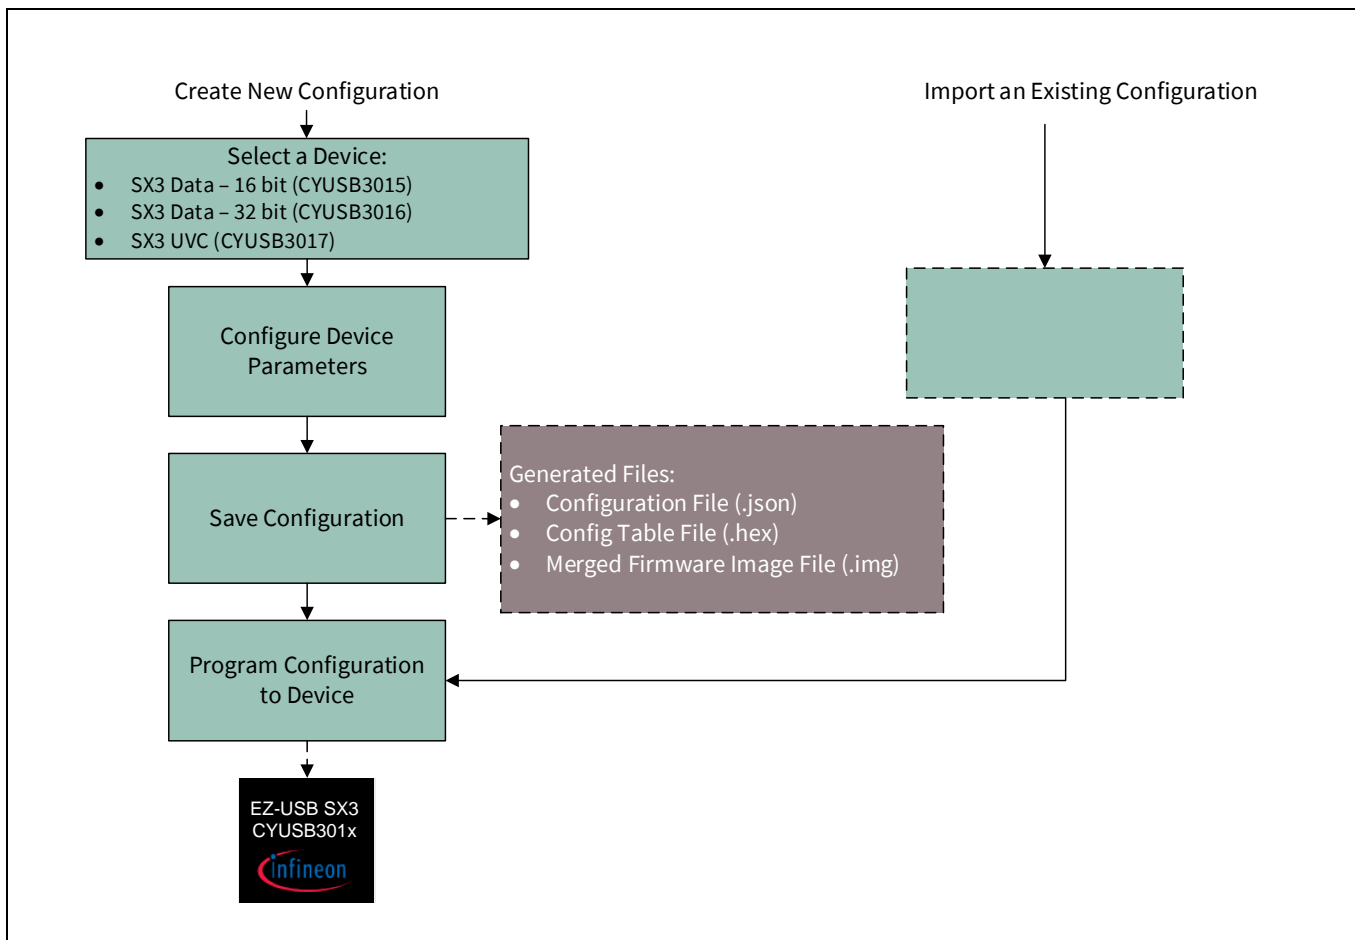 Create New Configuration
Import an Existing Configuration
Select a Device:
• SX3 Data – 16 bit (CYUSB3015)
• SX3 Data – 32 bit (CYUSB3016)
• SX3 UVC (CYUSB3017)
Configure Device
Parameters
Save Configuration
Generated Files:
• Configuration File (.json)
• Config Table File (.hex)
• Merged Firmware Image File (.img)
Program Configuration
to Device
EZ-USB SX3
CYUSB301x
infineon